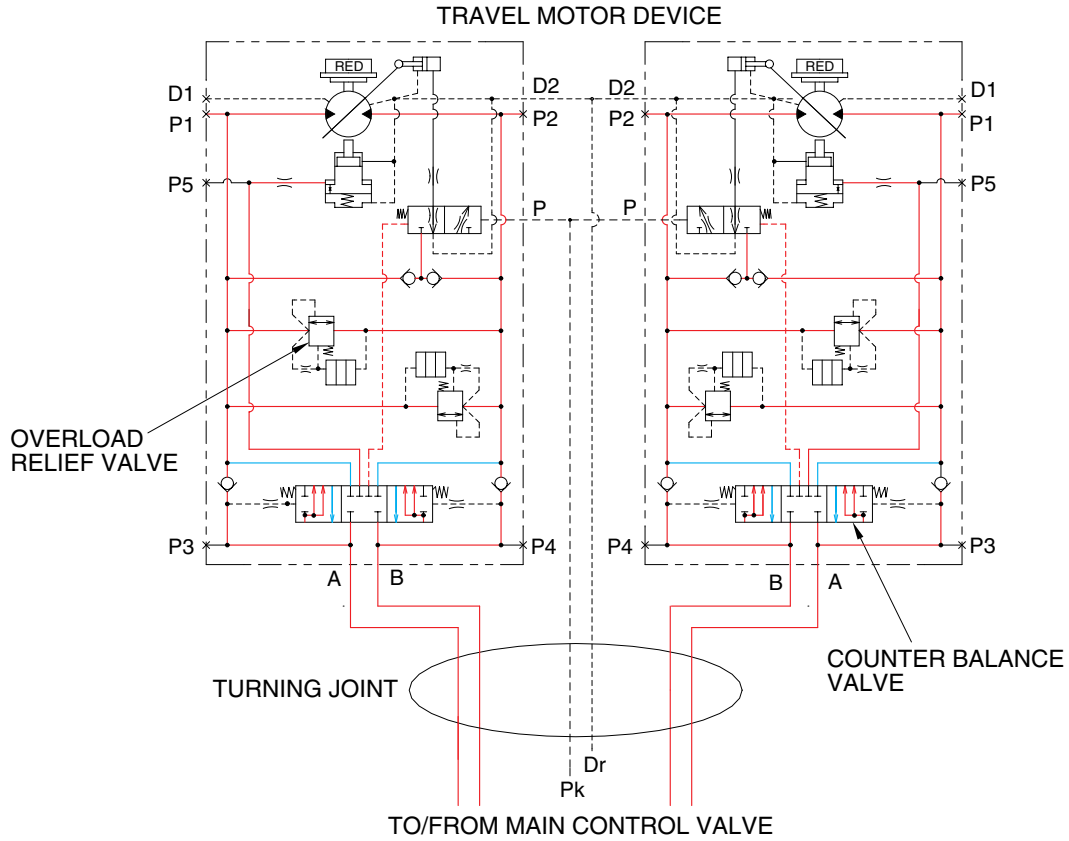 TRAVEL MOTOR DEVICE
RED
RED
D1
D2
D2
D1
P1
P2
P2
P1
P5
P5
P
P
OVERLOAD
RELIEF VALVE
P3
P4
P4
P3
A
B
B
A
COUNTER BALANCE
VALVE
TURNING JOINT
Dr
Pk
TO/FROM MAIN CONTROL VALVE